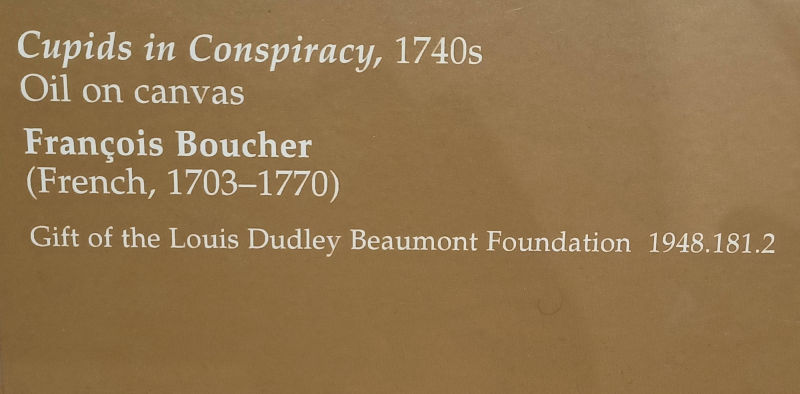 Cupids in Conspiracy, 1740s
Oil on canvas
François Boucher
(French, 1703–1770)
Gift of the Louis Dudley Beaumont Foundation 1948.181.2